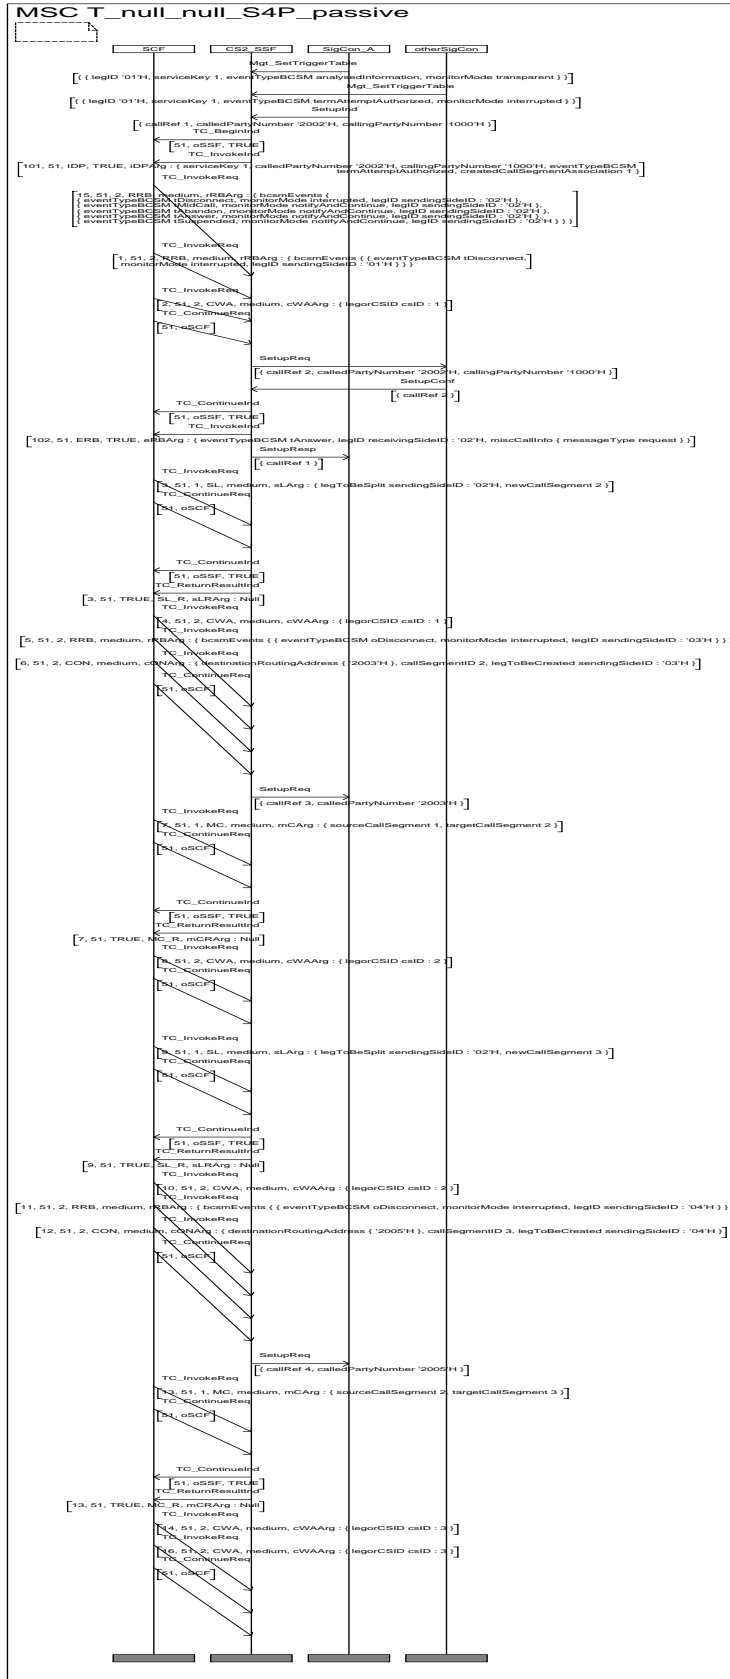 MSC T_null_null_S4P_passive
SCF CS2_SSF SigCon_A otherSigCon
Mgt_SetTriggerTable
[{ { legID '01'H, serviceKey 1, eventTypeBCSM analysedInformation, monitorMode transparent } }]
Mgt_SetTriggerTable
[{ { legID '01'H, serviceKey 1, eventTypeBCSM termAttemptAuthorized, monitorMode interrupted } }]
SetupInd
[{ callRef 1, calledPartyNumber '2002'H, callingPartyNumber '1000'H }]
TC_BeginInd
[51, oSSF, TRUE]
TC_InvokeInd
[101, 51, IDP, TRUE, iDPArg : { serviceKey 1, calledPartyNumber '2002'H, callingPartyNumber '1000'H, eventTypeBCSM
termAttemptAuthorized, createdCallSegmentAssociation 1 }]
TC_InvokeReq
[15, 51, 2, RRB, medium, rRBArg : { bcsmEvents {
{ eventTypeBCSM tDisconnect, monitorMode interrupted, legID sendingSideID : '02'H },
{ eventTypeBCSM tMidCall, monitorMode notifyAndContinue, legID sendingSideID : '02'H },
{ eventTypeBCSM tAbandon, monitorMode notifyAndContinue, legID sendingSideID : '02'H },
{ eventTypeBCSM tAnswer, monitorMode notifyAndContinue, legID sendingSideID : '02'H },
{ eventTypeBCSM tSuspended, monitorMode notifyAndContinue, legID sendingSideID : '02'H } } }]
TC_InvokeReq
[1, 51, 2, RRB, medium, rRBArg : { bcsmEvents { { eventTypeBCSM tDisconnect,
monitorMode interrupted, legID sendingSideID : '01'H } } }]
TC_InvokeReq
[2, 51, 2, CWA, medium, cWAArg : { legorCSID csID : 1 }]
TC_ContinueReq
[51, oSCF]
SetupReq
[{ callRef 2, calledPartyNumber '2002'H, callingPartyNumber '1000'H }]
SetupConf
[{ callRef 2 }]
TC_ContinueInd
[51, oSSF, TRUE]
TC_InvokeInd
[102, 51, ERB, TRUE, eRBArg : { eventTypeBCSM tAnswer, legID receivingSideID : '02'H, miscCallInfo { messageType request } }]
SetupResp
[{ callRef 1 }]
TC_InvokeReq
[3, 51, 1, SL, medium, sLArg : { legToBeSplit sendingSideID : '02'H, newCallSegment 2 }]
TC_ContinueReq
[51, oSCF]
TC_ContinueInd
[51, oSSF, TRUE]
TC_ReturnResultInd
[3, 51, TRUE, SL_R, sLRArg : Null]
TC_InvokeReq
[4, 51, 2, CWA, medium, cWAArg : { legorCSID csID : 1 }]
TC_InvokeReq
[5, 51, 2, RRB, medium, rRBArg : { bcsmEvents { { eventTypeBCSM oDisconnect, monitorMode interrupted, legID sendingSideID : '03'H } }
TC_InvokeReq
[6, 51, 2, CON, medium, cONArg : { destinationRoutingAddress { '2003'H }, callSegmentID 2, legToBeCreated sendingSideID : '03'H }]
TC_ContinueReq
[51, oSCF]
SetupReq
[{ callRef 3, calledPartyNumber '2003'H }]
TC_InvokeReq
[7, 51, 1, MC, medium, mCArg : { sourceCallSegment 1, targetCallSegment 2 }]
TC_ContinueReq
[51, oSCF]
TC_ContinueInd
[51, oSSF, TRUE]
TC_ReturnResultInd
[7, 51, TRUE, MC_R, mCRArg : Null]
TC_InvokeReq
[8, 51, 2, CWA, medium, cWAArg : { legorCSID csID : 2 }]
TC_ContinueReq
[51, oSCF]
TC_InvokeReq
[9, 51, 1, SL, medium, sLArg : { legToBeSplit sendingSideID : '02'H, newCallSegment 3 }]
TC_ContinueReq
[51, oSCF]
TC_ContinueInd
[51, oSSF, TRUE]
TC_ReturnResultInd
[9, 51, TRUE, SL_R, sLRArg : Null]
TC_InvokeReq
[10, 51, 2, CWA, medium, cWAArg : { legorCSID csID : 2 }]
TC_InvokeReq
[11, 51, 2, RRB, medium, rRBArg : { bcsmEvents { { eventTypeBCSM oDisconnect, monitorMode interrupted, legID sendingSideID : '04'H } }
TC_InvokeReq
[12, 51, 2, CON, medium, cONArg : { destinationRoutingAddress { '2005'H }, callSegmentID 3, legToBeCreated sendingSideID : '04'H }]
TC_ContinueReq
[51, oSCF]
SetupReq
[{ callRef 4, calledPartyNumber '2005'H }]
TC_InvokeReq
[13, 51, 1, MC, medium, mCArg : { sourceCallSegment 2, targetCallSegment 3 }]
TC_ContinueReq
[51, oSCF]
TC_ContinueInd
[51, oSSF, TRUE]
TC_ReturnResultInd
[13, 51, TRUE, MC_R, mCRArg : Null]
TC_InvokeReq
[14, 51, 2, CWA, medium, cWAArg : { legorCSID csID : 3 }]
TC_InvokeReq
[16, 51, 2, CWA, medium, cWAArg : { legorCSID csID : 3 }]
TC_ContinueReq
[51, oSCF]